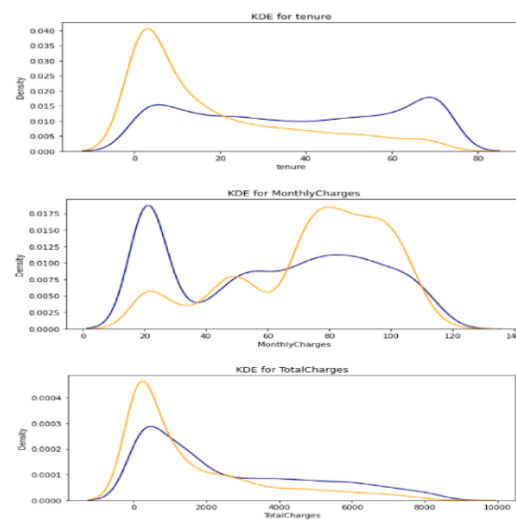 KDE for tenure
0.040
0.035
0.030
0.025
0.020
0.015
0.010
0.005
0.000
Density
0 20 40 60 80
tenure
KDE for MonthlyCharges
0.0175
0.0150
0.0125
0.0100
0.0075
0.0050
0.0025
0.0000
Density
0 20 40 60 80 100 120 140
MonthlyCharges
KDE for TotalCharges
0.0004
0.0003
0.0002
0.0001
0.0000
Density
0 2000 4000 6000 8000 10000
TotalCharges